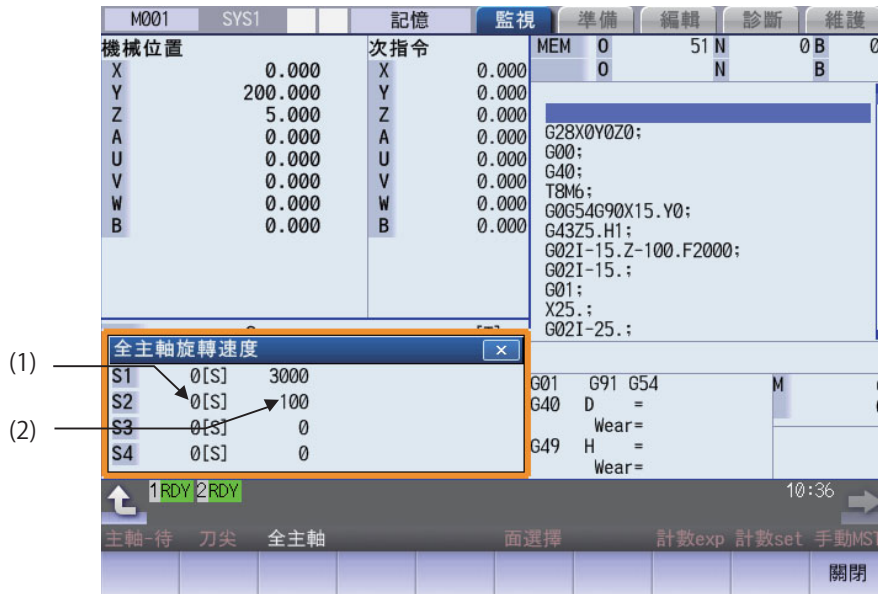 M001 SYS1 記憶 監視 準備 編輯 診斷 維護
機械位置 次指令 MEM O 51 N 0 B 0
O 0 N B
X 0.000 X 0.000
Y 200.000 Y 0.000
Z 5.000 Z 0.000
A 0.000 A 0.000
U 0.000 U 0.000
V 0.000 V 0.000
W 0.000 W 0.000
B 0.000 B 0.000
G28X0Y0Z0;
G00;
G40;
T8M6;
G0G54G90X15.Y0;
G43Z5.H1;
G02I-15.Z-100.F2000;
G02I-15.;
G01;
X25.;
G02I-25.;
全主軸旋轉速度 ×
(1)
S1 0[S] 3000
S2 0[S] 100
(2)
S3 0[S] 0
S4 0[S] 0
G01 G91 G54 M
G40 D =
Wear=
G49 H =
Wear=
1 RDY 2 RDY 10:36
主軸-待 刀尖 全主軸 面選擇 計數exp 計數set 手動MST
關閉